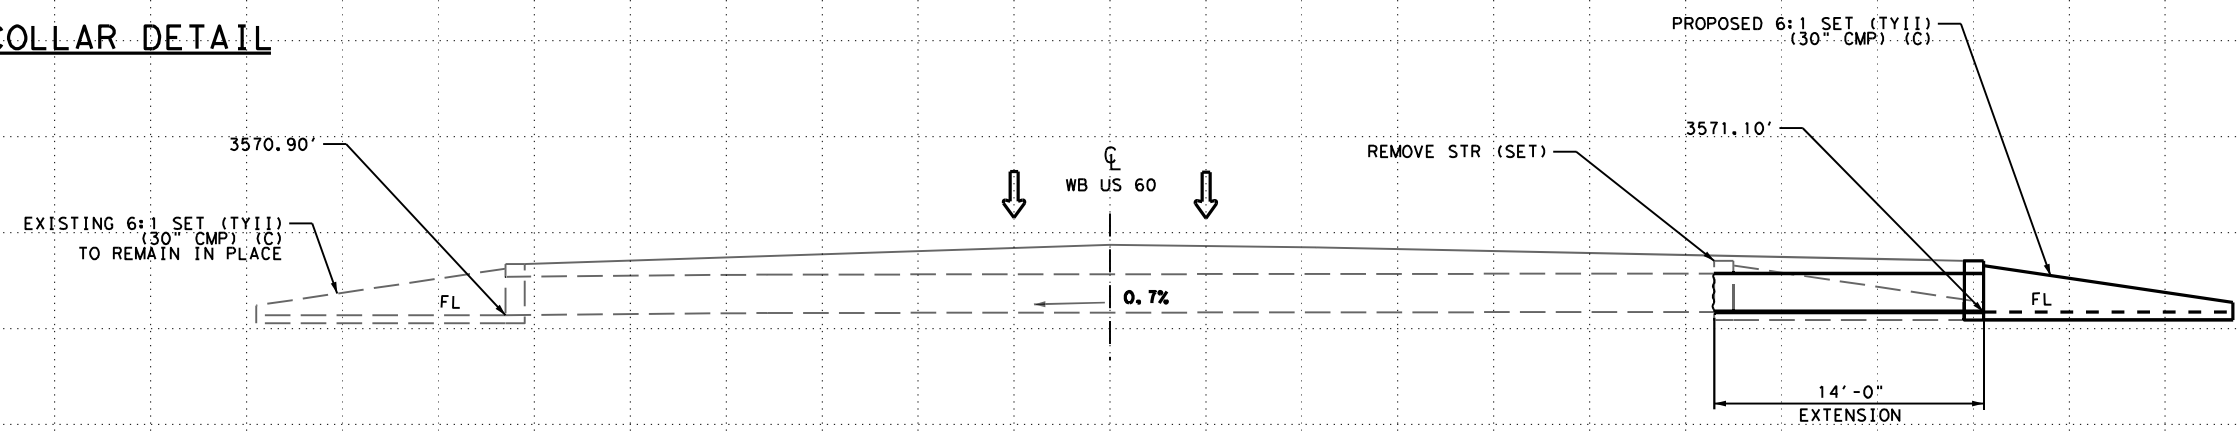 COLLAR DETAIL
PROPOSED 6:1 SET (TYII)
(30" CMP) (C)
3570.90'
3571.10'
REMOVE STR (SET)
℄
WB US 60
EXISTING 6:1 SET (TYII)
(30" CMP) (C)
TO REMAIN IN PLACE
FL
0.7%
FL
14'-0"
EXTENSION